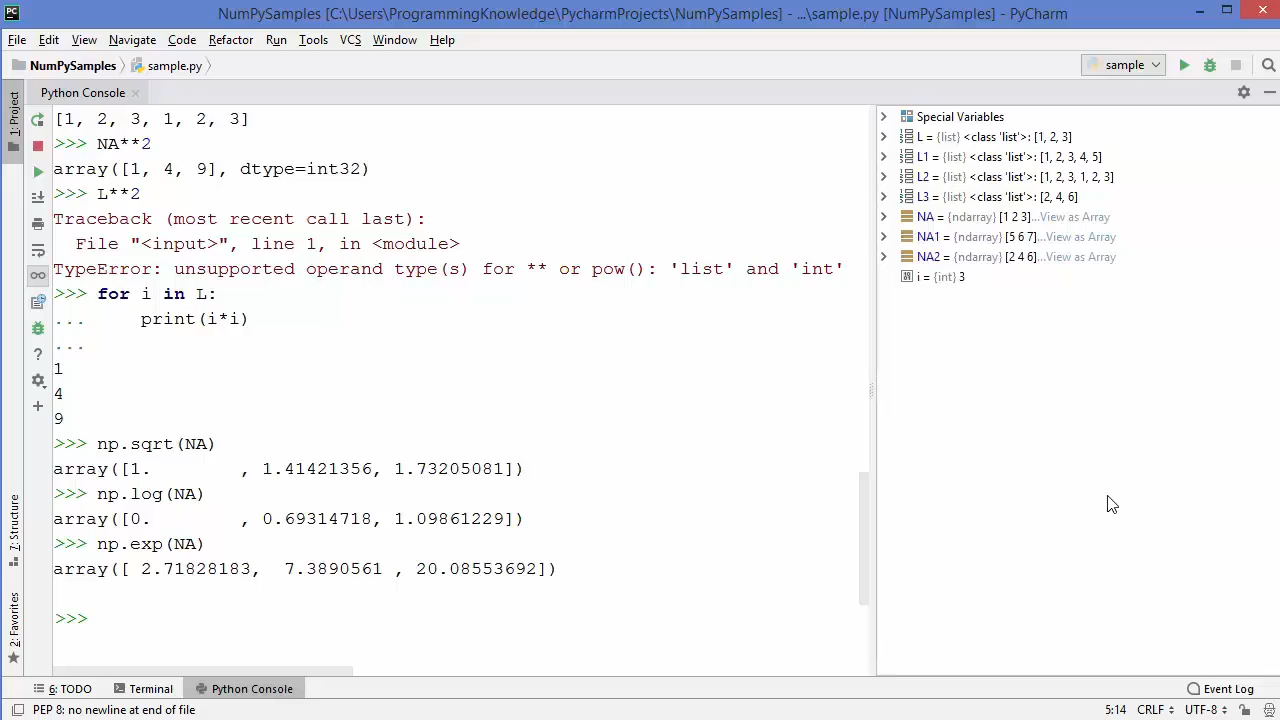 PC
NumPySamples [C:\Users\ProgrammingKnowledge\PycharmProjects\NumPySamples] - ...\sample.py [NumPySamples] - PyCharm
File Edit View Navigate Code Refactor Run Tools VCS Window Help
NumPySamples sample.py sample
Python Console
1: Project
Z: Structure
2: Favorites
[1, 2, 3, 1, 2, 3]
>>> NA**2
array([1, 4, 9], dtype=int32)
>>> L**2
Traceback (most recent call last):
  File "<input>", line 1, in <module>
TypeError: unsupported operand type(s) for ** or pow(): 'list' and 'int'
>>> for i in L:
...     print(i*i)
...
1
4
9
>>> np.sqrt(NA)
array([1.        , 1.41421356, 1.73205081])
>>> np.log(NA)
array([0.        , 0.69314718, 1.09861229])
>>> np.exp(NA)
array([ 2.71828183,  7.3890561 , 20.08553692])
>>>
Special Variables
L = {list} <class 'list'>: [1, 2, 3]
L1 = {list} <class 'list'>: [1, 2, 3, 4, 5]
L2 = {list} <class 'list'>: [1, 2, 3, 1, 2, 3]
L3 = {list} <class 'list'>: [2, 4, 6]
NA = {ndarray} [1 2 3]...View as Array
NA1 = {ndarray} [5 6 7]...View as Array
NA2 = {ndarray} [2 4 6]...View as Array
i = {int} 3
6: TODO Terminal Python Console Event Log
PEP 8: no newline at end of file 5:14 CRLF UTF-8